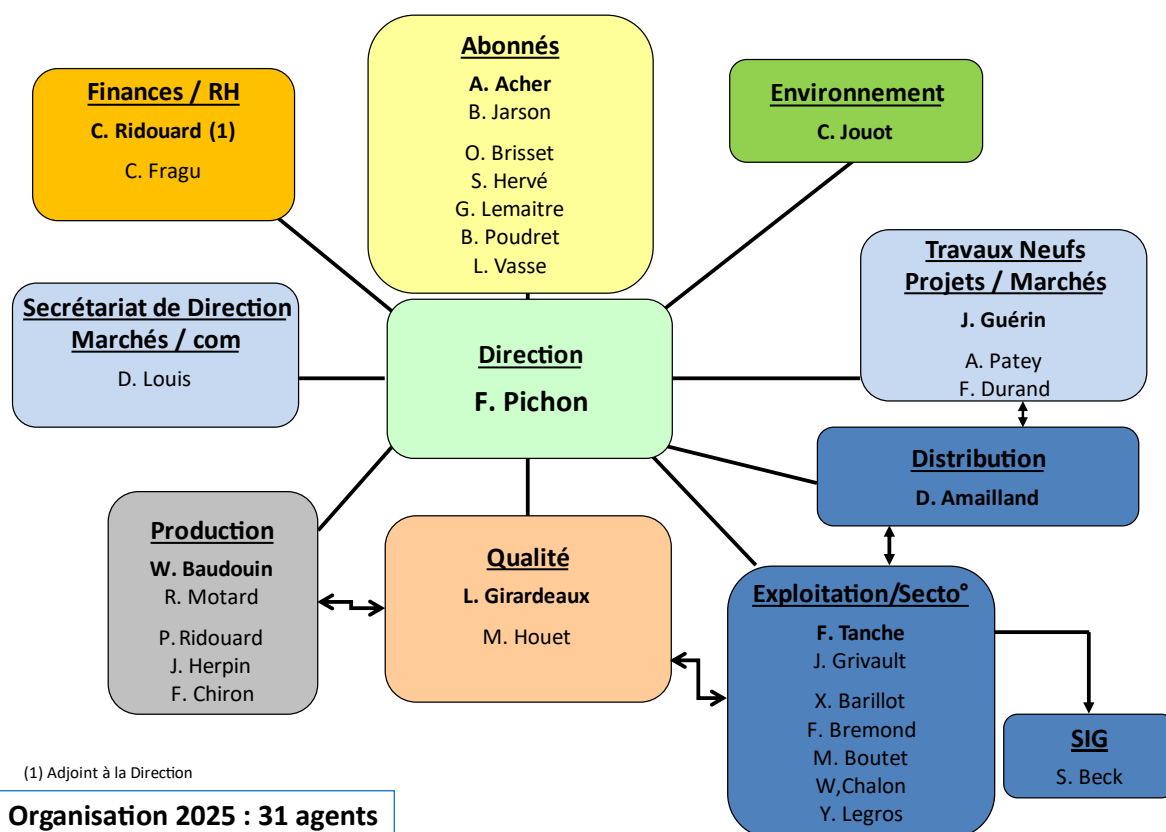 Abonnés
A. Acher
B. Jarson
O. Brisset
S. Hervé
G. Lemaitre
B. Poudret
L. Vasse
Finances / RH
C. Ridouard (1)
C. Fragu
Environnement
C. Jouot
Secrétariat de Direction
Marchés / com
D. Louis
Direction
F. Pichon
Travaux Neufs
Projets / Marchés
J. Guérin
A. Patey
F. Durand
Distribution
D. Amailland
Production
W. Baudouin
R. Motard
P. Ridouard
J. Herpin
F. Chiron
Qualité
L. Girardeaux
M. Houet
Exploitation/Secto°
F. Tanche
J. Grivault
X. Barillot
F. Bremond
M. Boutet
W,Chalon
Y. Legros
SIG
S. Beck
(1) Adjoint à la Direction
Organisation 2025 : 31 agents